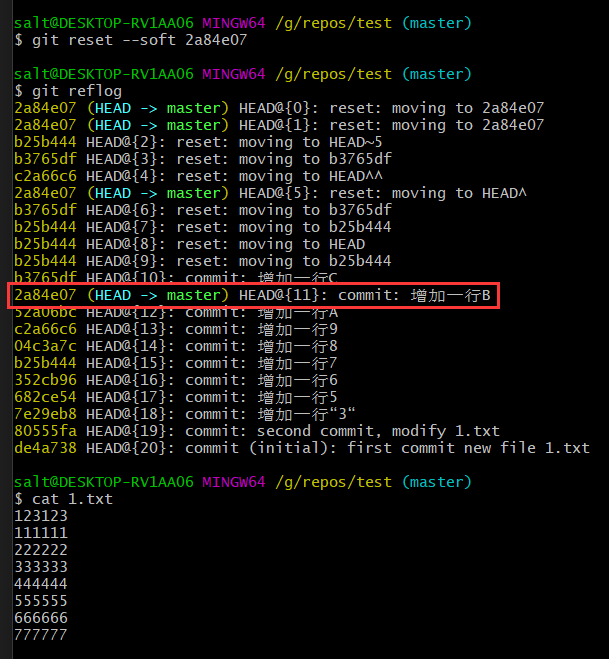 salt@DESKTOP-RV1AA06 MINGW64 /g/repos/test (master)
$ git reset --soft 2a84e07
salt@DESKTOP-RV1AA06 MINGW64 /g/repos/test (master)
$ git reflog
2a84e07 (HEAD -> master) HEAD@{0}: reset: moving to 2a84e07
2a84e07 (HEAD -> master) HEAD@{1}: reset: moving to 2a84e07
b25b444 HEAD@{2}: reset: moving to HEAD~5
b3765df HEAD@{3}: reset: moving to b3765df
c2a66c6 HEAD@{4}: reset: moving to HEAD^^
2a84e07 (HEAD -> master) HEAD@{5}: reset: moving to HEAD^
b3765df HEAD@{6}: reset: moving to b3765df
b25b444 HEAD@{7}: reset: moving to b25b444
b25b444 HEAD@{8}: reset: moving to HEAD
b25b444 HEAD@{9}: reset: moving to b25b444
b3765df HEAD@{10}: commit: 增加一行C
2a84e07 (HEAD -> master) HEAD@{11}: commit: 增加一行B
52a06bc HEAD@{12}: commit: 增加一行A
c2a66c6 HEAD@{13}: commit: 增加一行9
04c3a7c HEAD@{14}: commit: 增加一行8
b25b444 HEAD@{15}: commit: 增加一行7
352cb96 HEAD@{16}: commit: 增加一行6
682ce54 HEAD@{17}: commit: 增加一行5
7e29eb8 HEAD@{18}: commit: 增加一行“3“
80555fa HEAD@{19}: commit: second commit, modify 1.txt
de4a738 HEAD@{20}: commit (initial): first commit new file 1.txt
salt@DESKTOP-RV1AA06 MINGW64 /g/repos/test (master)
$ cat 1.txt
123123
111111
222222
333333
444444
555555
666666
777777